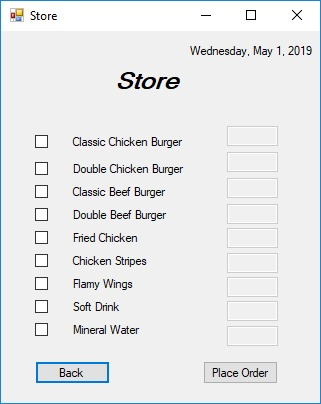 Store
Wednesday, May 1, 2019
Store
Classic Chicken Burger
Double Chicken Burger
Classic Beef Burger
Double Beef Burger
Fried Chicken
Chicken Stripes
Flamy Wings
Soft Drink
Mineral Water
Back
Place Order